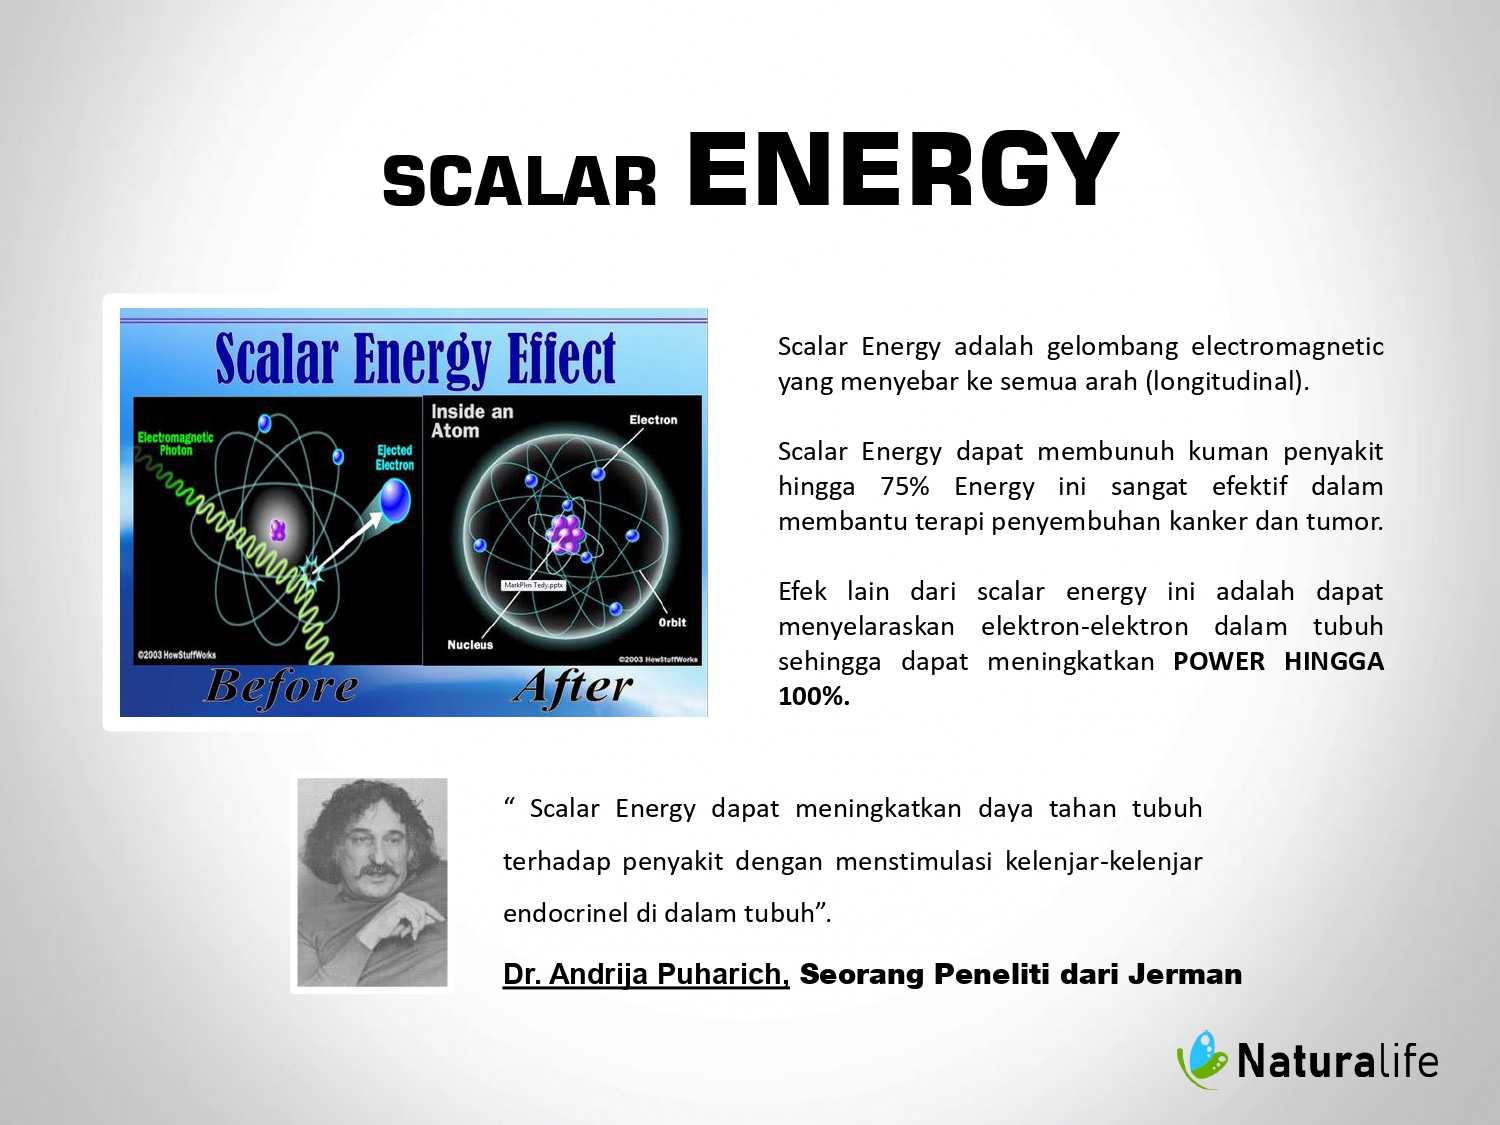 SCALAR ENERGY
Scalar Energy Effect
Electromagnetic
Photon
Ejected
Electron
©2003 HowStuffWorks
Before
Inside an
Atom
Electron
MarkPlan Tedy.pptx
Orbit
Nucleus
©2003 HowStuffWorks
After
Scalar Energy adalah gelombang electromagnetic
yang menyebar ke semua arah (longitudinal).
Scalar Energy dapat membunuh kuman penyakit
hingga 75% Energy ini sangat efektif dalam
membantu terapi penyembuhan kanker dan tumor.
Efek lain dari scalar energy ini adalah dapat
menyelaraskan elektron-elektron dalam tubuh
sehingga dapat meningkatkan POWER HINGGA
100%.
“ Scalar Energy dapat meningkatkan daya tahan tubuh
terhadap penyakit dengan menstimulasi kelenjar-kelenjar
endocrinel di dalam tubuh”.
Dr. Andrija Puharich, Seorang Peneliti dari Jerman
Naturalife